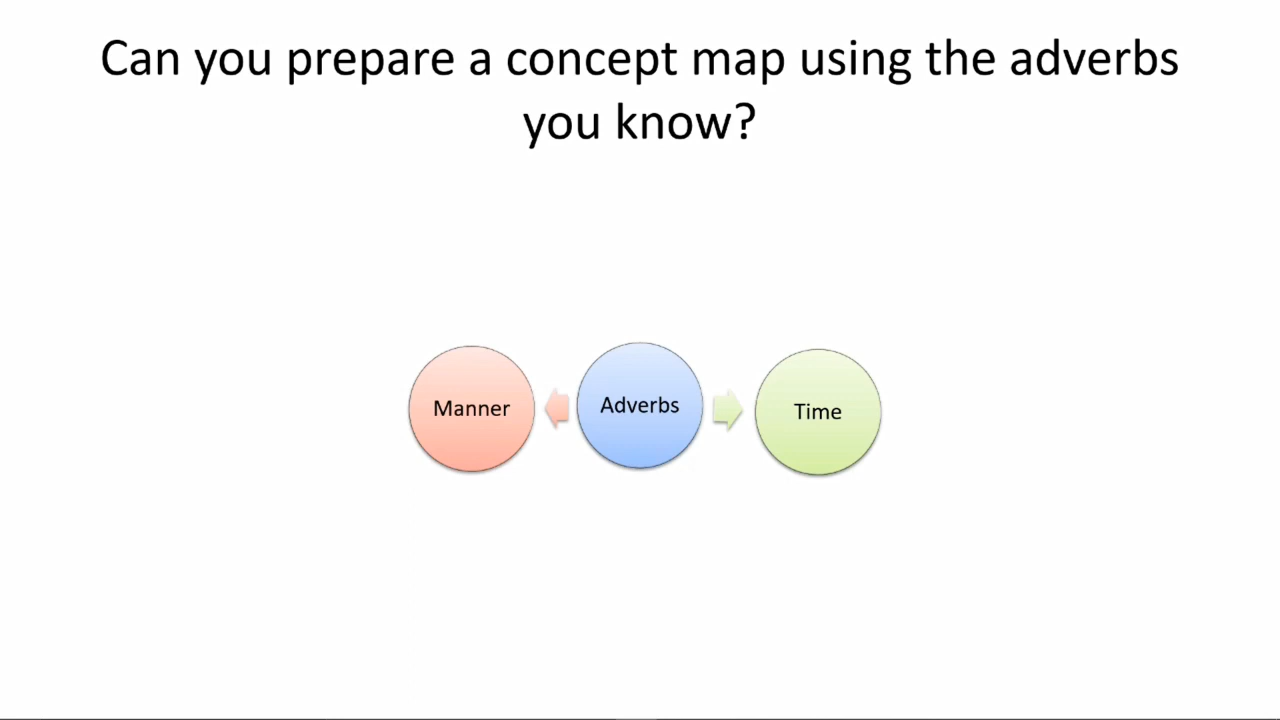 Can you prepare a concept map using the adverbs
you know?
Manner
Adverbs
Time